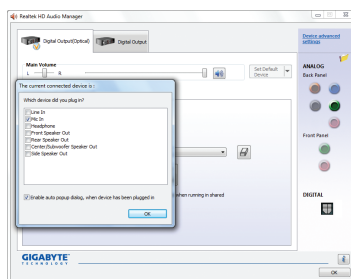 Realtek HD Audio Manager
Digital Output(Optical)
Digital Output
Device advanced
settings
Main Volume
L
R
Set Default
Device
ANALOG
Back Panel
The current connected device is :
Which device did you plug in?
Line In
Mic In
Headphone
Front Speaker Out
Rear Speaker Out
Center/Subwoofer Speaker Out
Side Speaker Out
Front Panel
when running in shared
Enable auto popup dialog, when device has been plugged in
DIGITAL
OK
GIGABYTE
TECHNOLOGY
OK